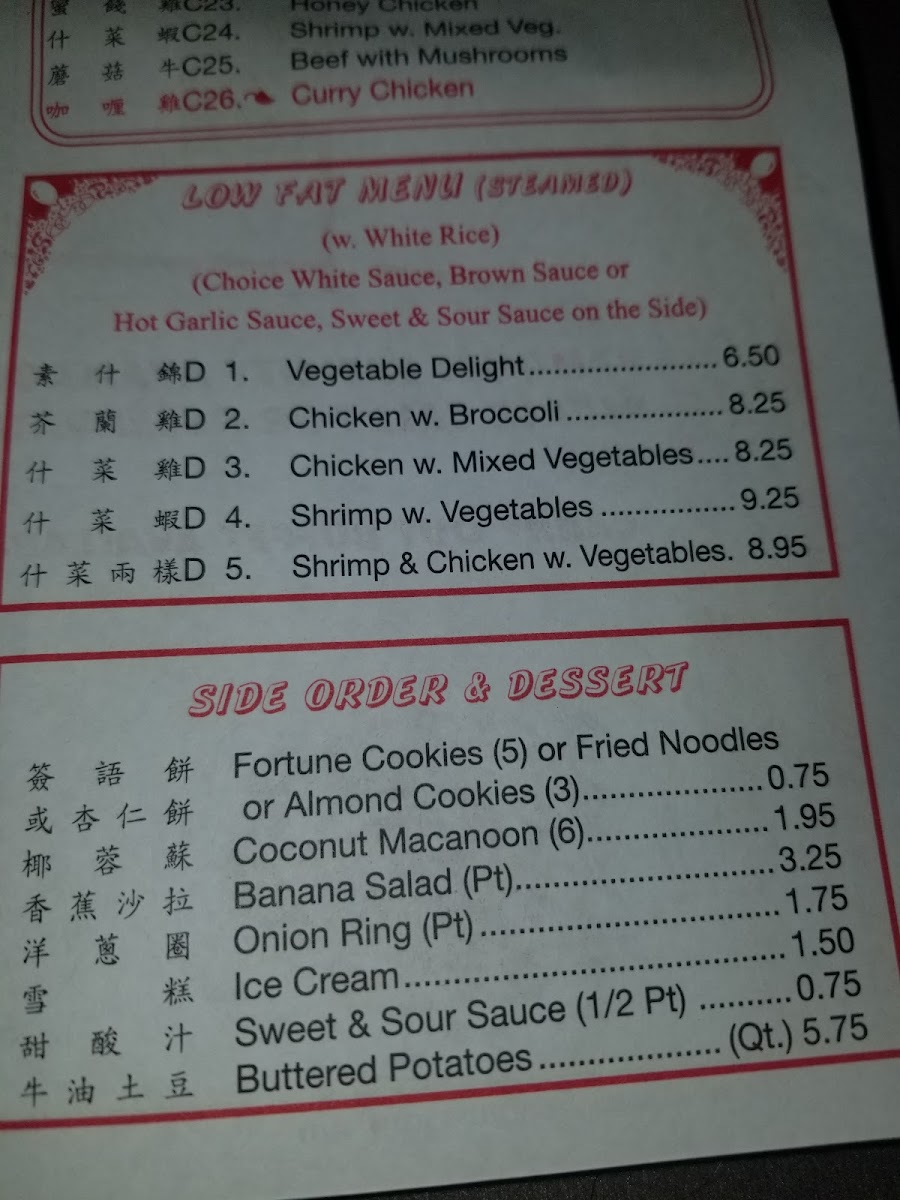 雞C23. Honey Chicken
什 菜 蝦C24. Shrimp w. Mixed Veg.
蘑 菇 牛C25. Beef with Mushrooms
咖 喱 雞C26. Curry Chicken
LOW FAT MENU (STEAMED)
(w. White Rice)
(Choice White Sauce, Brown Sauce or
Hot Garlic Sauce, Sweet & Sour Sauce on the Side)
素 什 錦D 1. Vegetable Delight...................... 6.50
芥 蘭 雞D 2. Chicken w. Broccoli ................... 8.25
什 菜 雞D 3. Chicken w. Mixed Vegetables.... 8.25
什 菜 蝦D 4. Shrimp w. Vegetables ................ 9.25
什 菜 兩 樣D 5. Shrimp & Chicken w. Vegetables. 8.95
SIDE ORDER & DESSERT
簽 語 餅 Fortune Cookies (5) or Fried Noodles
或 杏 仁 餅 or Almond Cookies (3)..................... 0.75
椰 蓉 蘇 Coconut Macanoon (6)..................... 1.95
香 蕉 沙 拉 Banana Salad (Pt).............................. 3.25
洋 蔥 圈 Onion Ring (Pt) .................................. 1.75
雪 糕 Ice Cream.......................................... 1.50
甜 酸 汁 Sweet & Sour Sauce (1/2 Pt) .......... 0.75
牛 油 土 豆 Buttered Potatoes.................... (Qt.) 5.75